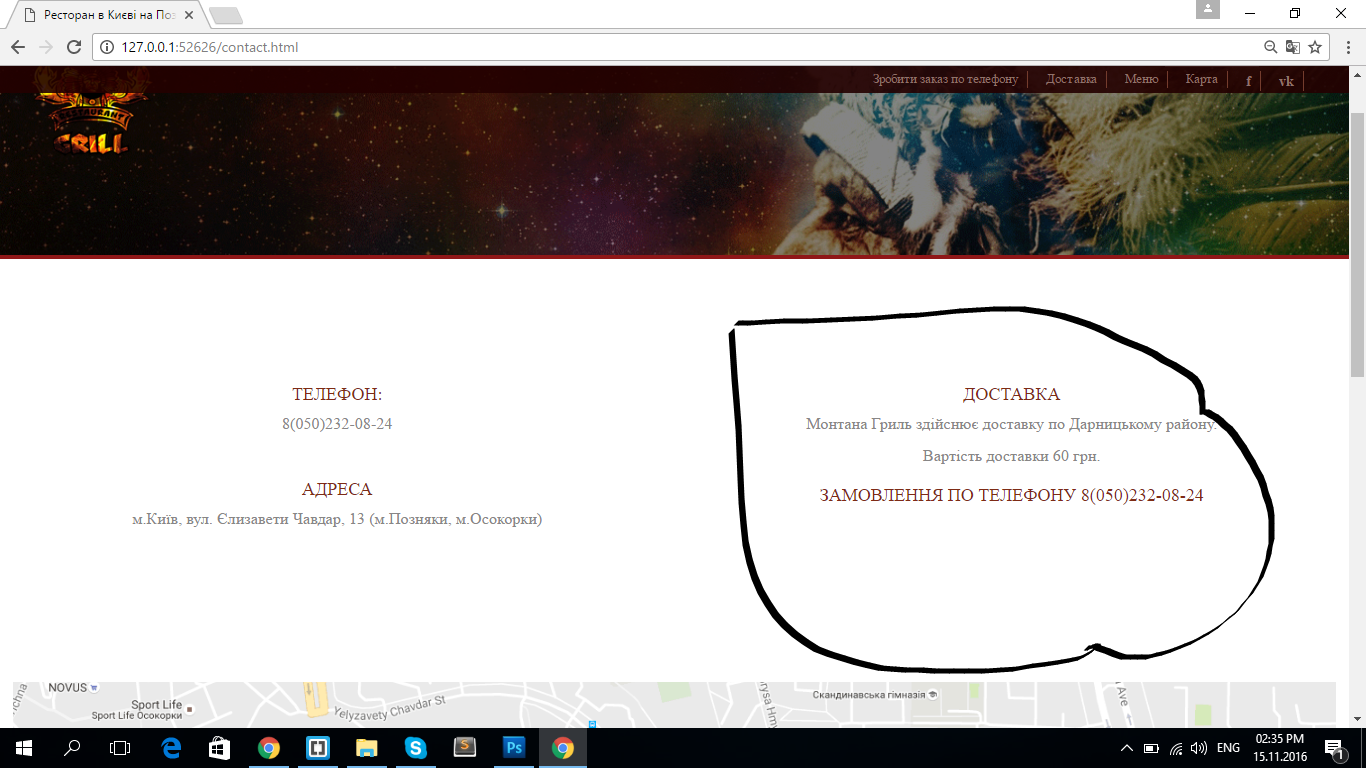 Ресторан в Києві на Поз
127.0.0.1:52626/contact.html
Зробити заказ по телефону
Доставка
Меню
Карта
f
vk
RESTAURANT
GRILL
ТЕЛЕФОН:
8(050)232-08-24
АДРЕСА
м.Київ, вул. Єлизавети Чавдар, 13 (м.Позняки, м.Осокорки)
ДОСТАВКА
Монтана Гриль здійснює доставку по Дарницькому району.
Вартість доставки 60 грн.
ЗАМОВЛЕННЯ ПО ТЕЛЕФОНУ 8(050)232-08-24
NOVUS
Sport Life
Sport Life Осокорки
Yelyzavety Chavdar St
Скандинавська гімназія
Ave
ENG
02:35 PM
15.11.2016
1